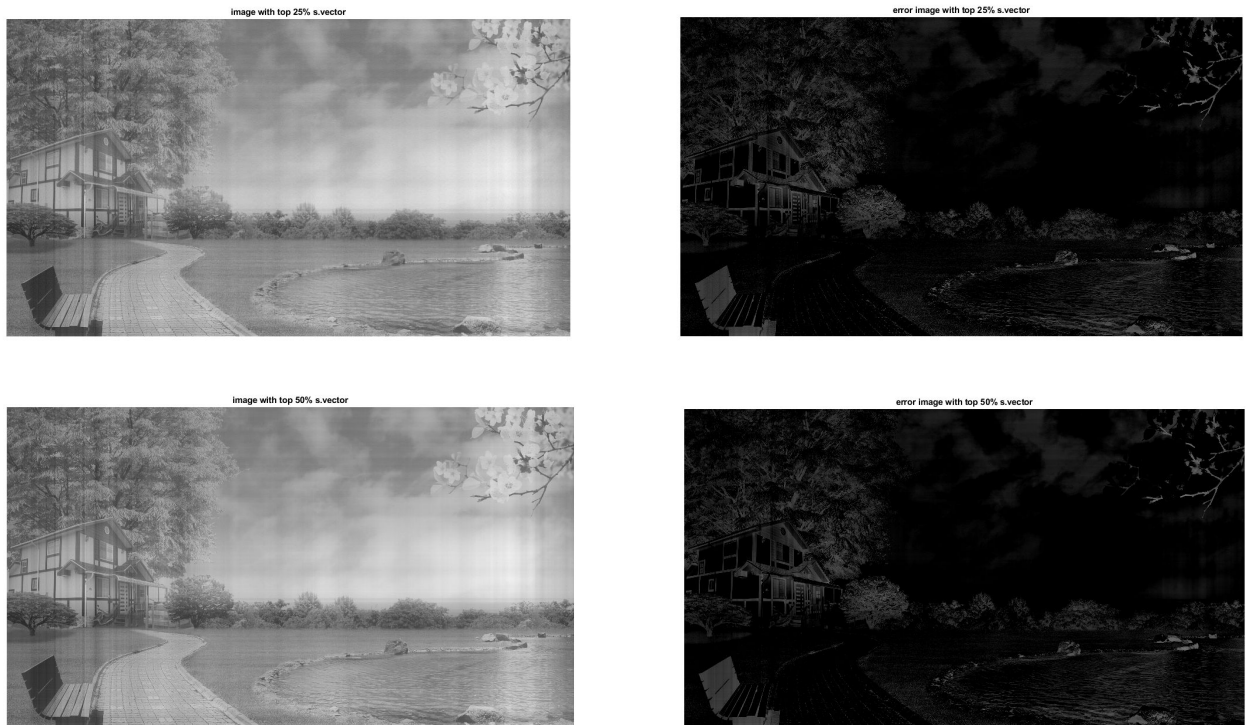 image with top 25% s.vector
error image with top 25% s.vector
image with top 50% s.vector
error image with top 50% s.vector